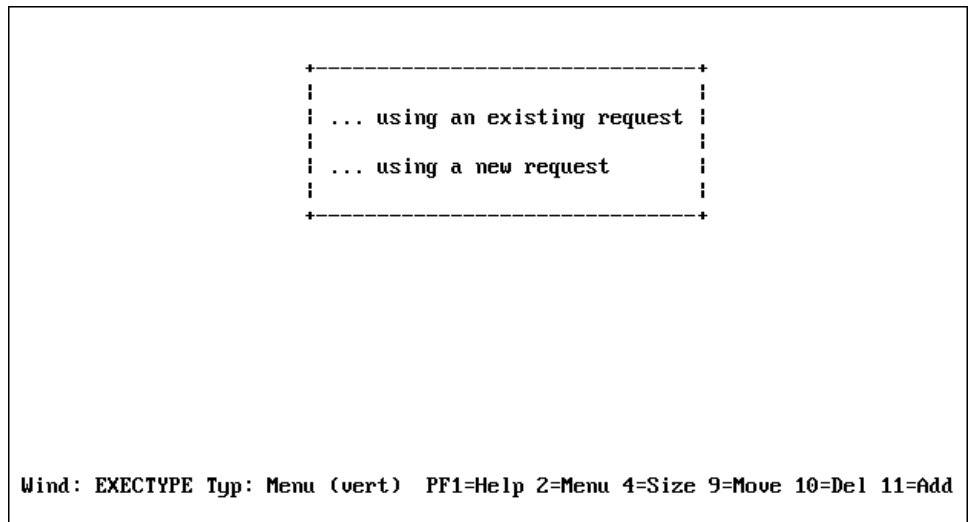 ... using an existing request
... using a new request
Wind: EXECTYPE Typ: Menu (vert) PF1=Help 2=Menu 4=Size 9=Move 10=Del 11=Add